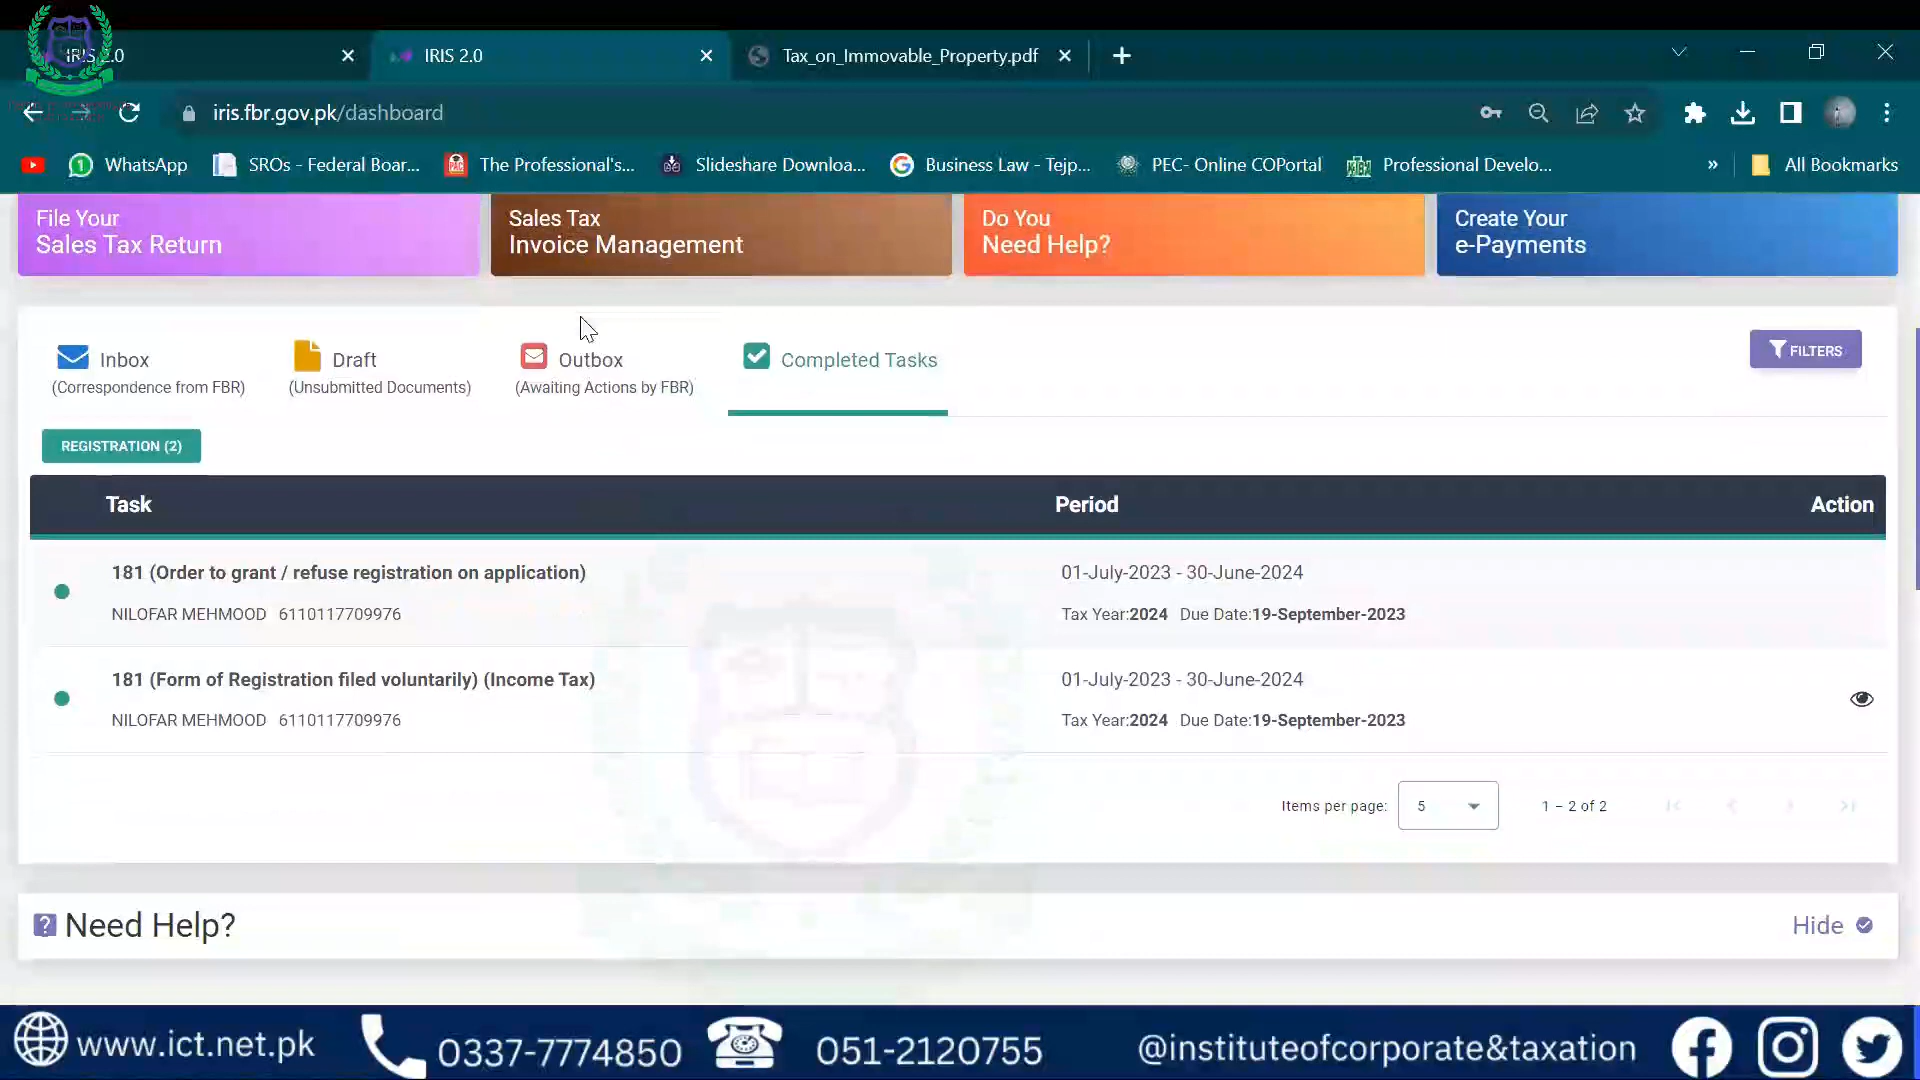 IRIS 2.0
IRIS 2.0
Tax_on_Immovable_Property.pdf
iris.fbr.gov.pk/dashboard
WhatsApp
SROs - Federal Boar...
The Professional's...
Slideshare Downloa...
Business Law - Tejp...
PEC- Online COPortal
Professional Develo...
»
All Bookmarks
File Your
Sales Tax Return
Sales Tax
Invoice Management
Do You
Need Help?
Create Your
e-Payments
Inbox
(Correspondence from FBR)
Draft
(Unsubmitted Documents)
Outbox
(Awaiting Actions by FBR)
Completed Tasks
FILTERS
REGISTRATION (2)
Task Period Action
181 (Order to grant / refuse registration on application) 01-July-2023 - 30-June-2024
NILOFAR MEHMOOD 6110117709976 Tax Year:2024 Due Date:19-September-2023
181 (Form of Registration filed voluntarily) (Income Tax) 01-July-2023 - 30-June-2024
NILOFAR MEHMOOD 6110117709976 Tax Year:2024 Due Date:19-September-2023
Items per page: 5 1 – 2 of 2
? Need Help? Hide
www.ict.net.pk 0337-7774850 051-2120755 @instituteofcorporate&taxation